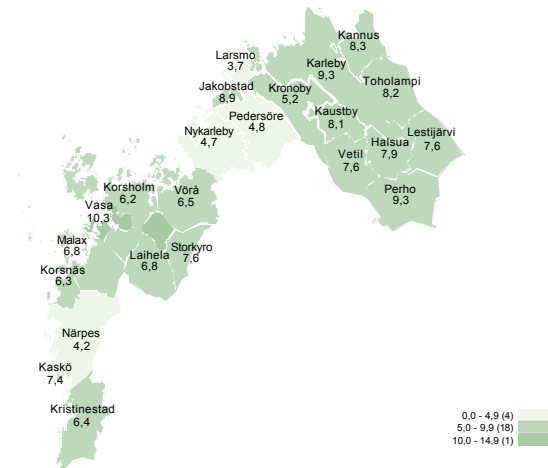 Kannus
8,3
Larsmo
3,7
Karleby
9,3
Toholampi
8,2
Jakobstad
8,9
Kronoby
5,2
Pedersöre
4,8
Kaustby
8,1
Nykarleby
4,7
Lestijärvi
7,6
Halsua
7,9
Vetil
7,6
Perho
9,3
Korsholm
6,2
Vörå
6,5
Vasa
10,3
Malax
6,8
Storkyro
7,6
Laihela
6,8
Korsnäs
6,3
Närpes
4,2
Kaskö
7,4
Kristinestad
6,4
0,0 - 4,9 (4)
5,0 - 9,9 (18)
10,0 - 14,9 (1)